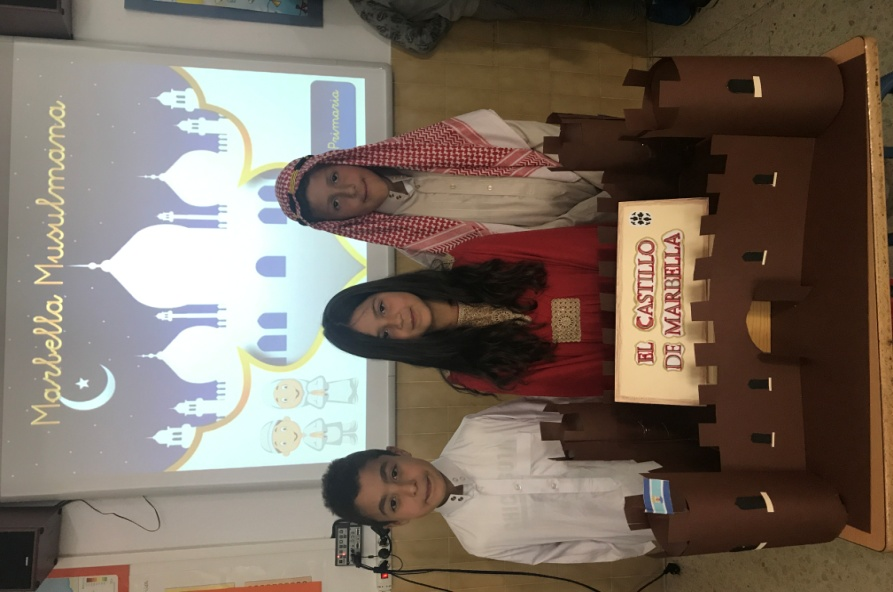 Marbella Musulmana
Primaria
EL CASTILLO
DE MARBELLA